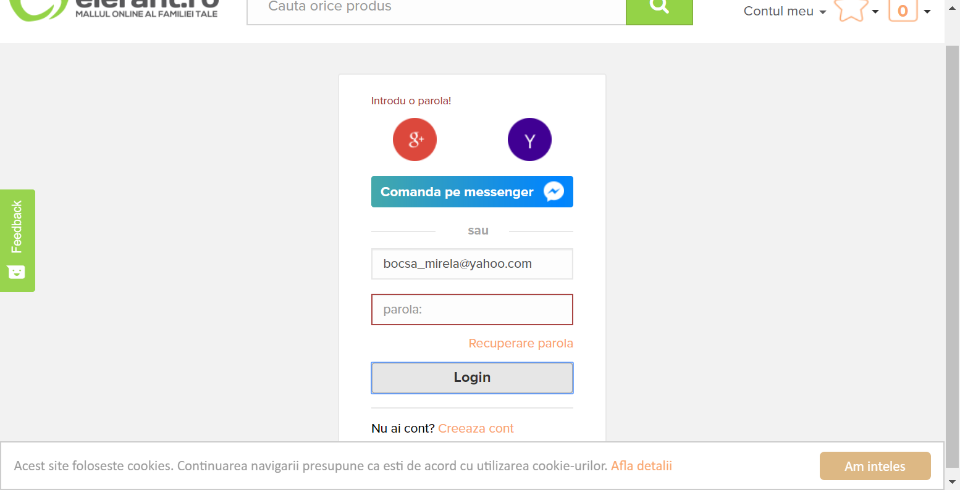 elefant.ro
MALLUL ONLINE AL FAMILIEI TALE
Cauta orice produs
Contul meu
0
Introdu o parola!
g+
Y
Comanda pe messenger
sau
Feedback
bocsa_mirela@yahoo.com
parola:
Recuperare parola
Login
Nu ai cont? Creeaza cont
Acest site foloseste cookies. Continuarea navigarii presupune ca esti de acord cu utilizarea cookie-urilor. Afla detalii
Am inteles